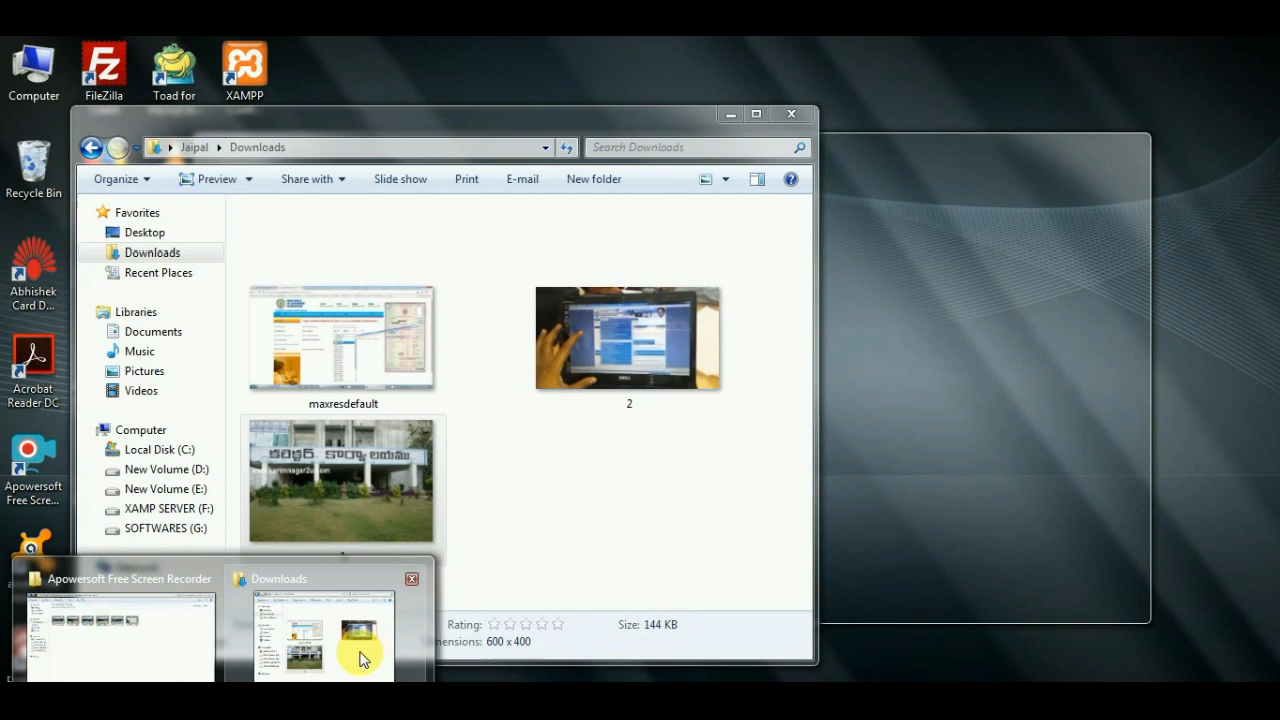 Computer
FileZilla
Toad for
XAMPP
Recycle Bin
Abhishek
Card D...
Acrobat
Reader DC
Apowersoft
Free Scre...
Jaipal
Downloads
Search Downloads
Organize
Preview
Share with
Slide show
Print
E-mail
New folder
Favorites
Desktop
Downloads
Recent Places
Libraries
Documents
Music
Pictures
Videos
Computer
Local Disk (C:)
New Volume (D:)
New Volume (E:)
XAMP SERVER (F:)
SOFTWARES (G:)
maxresdefault
2
కలెక్టర్ కార్యాలయము
Rating:
Size: 144 KB
600 x 400
Apowersoft Free Screen Recorder
Downloads